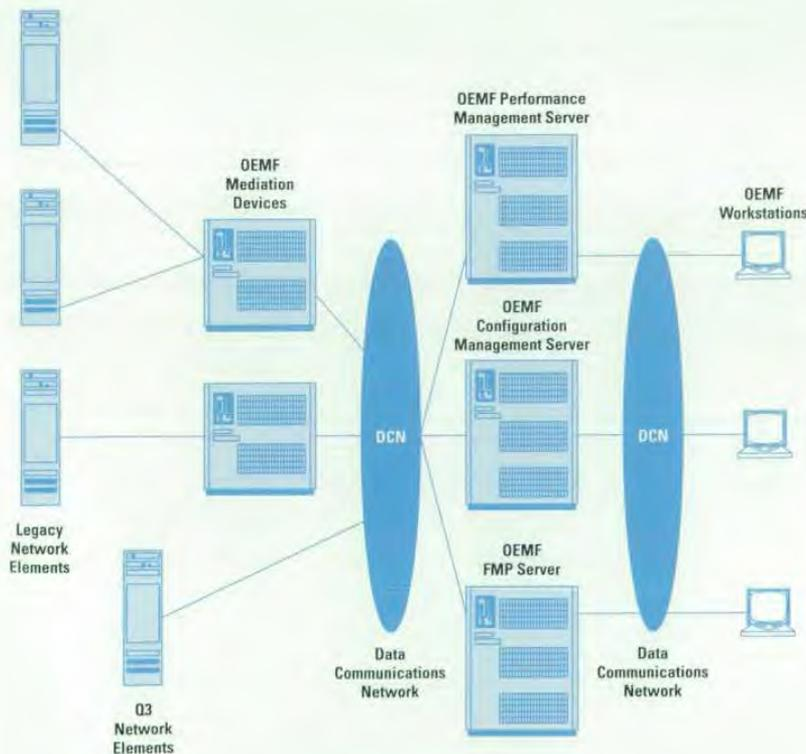 OEMF Performance
Management Server
OEMF
Mediation
Devices
OEMF
Workstations
OEMF
Configuration
Management Server
DCN
DCN
Legacy
Network
Elements
OEMF
FMP Server
Data
Communications
Network
Data
Communications
Network
Q3
Network
Elements